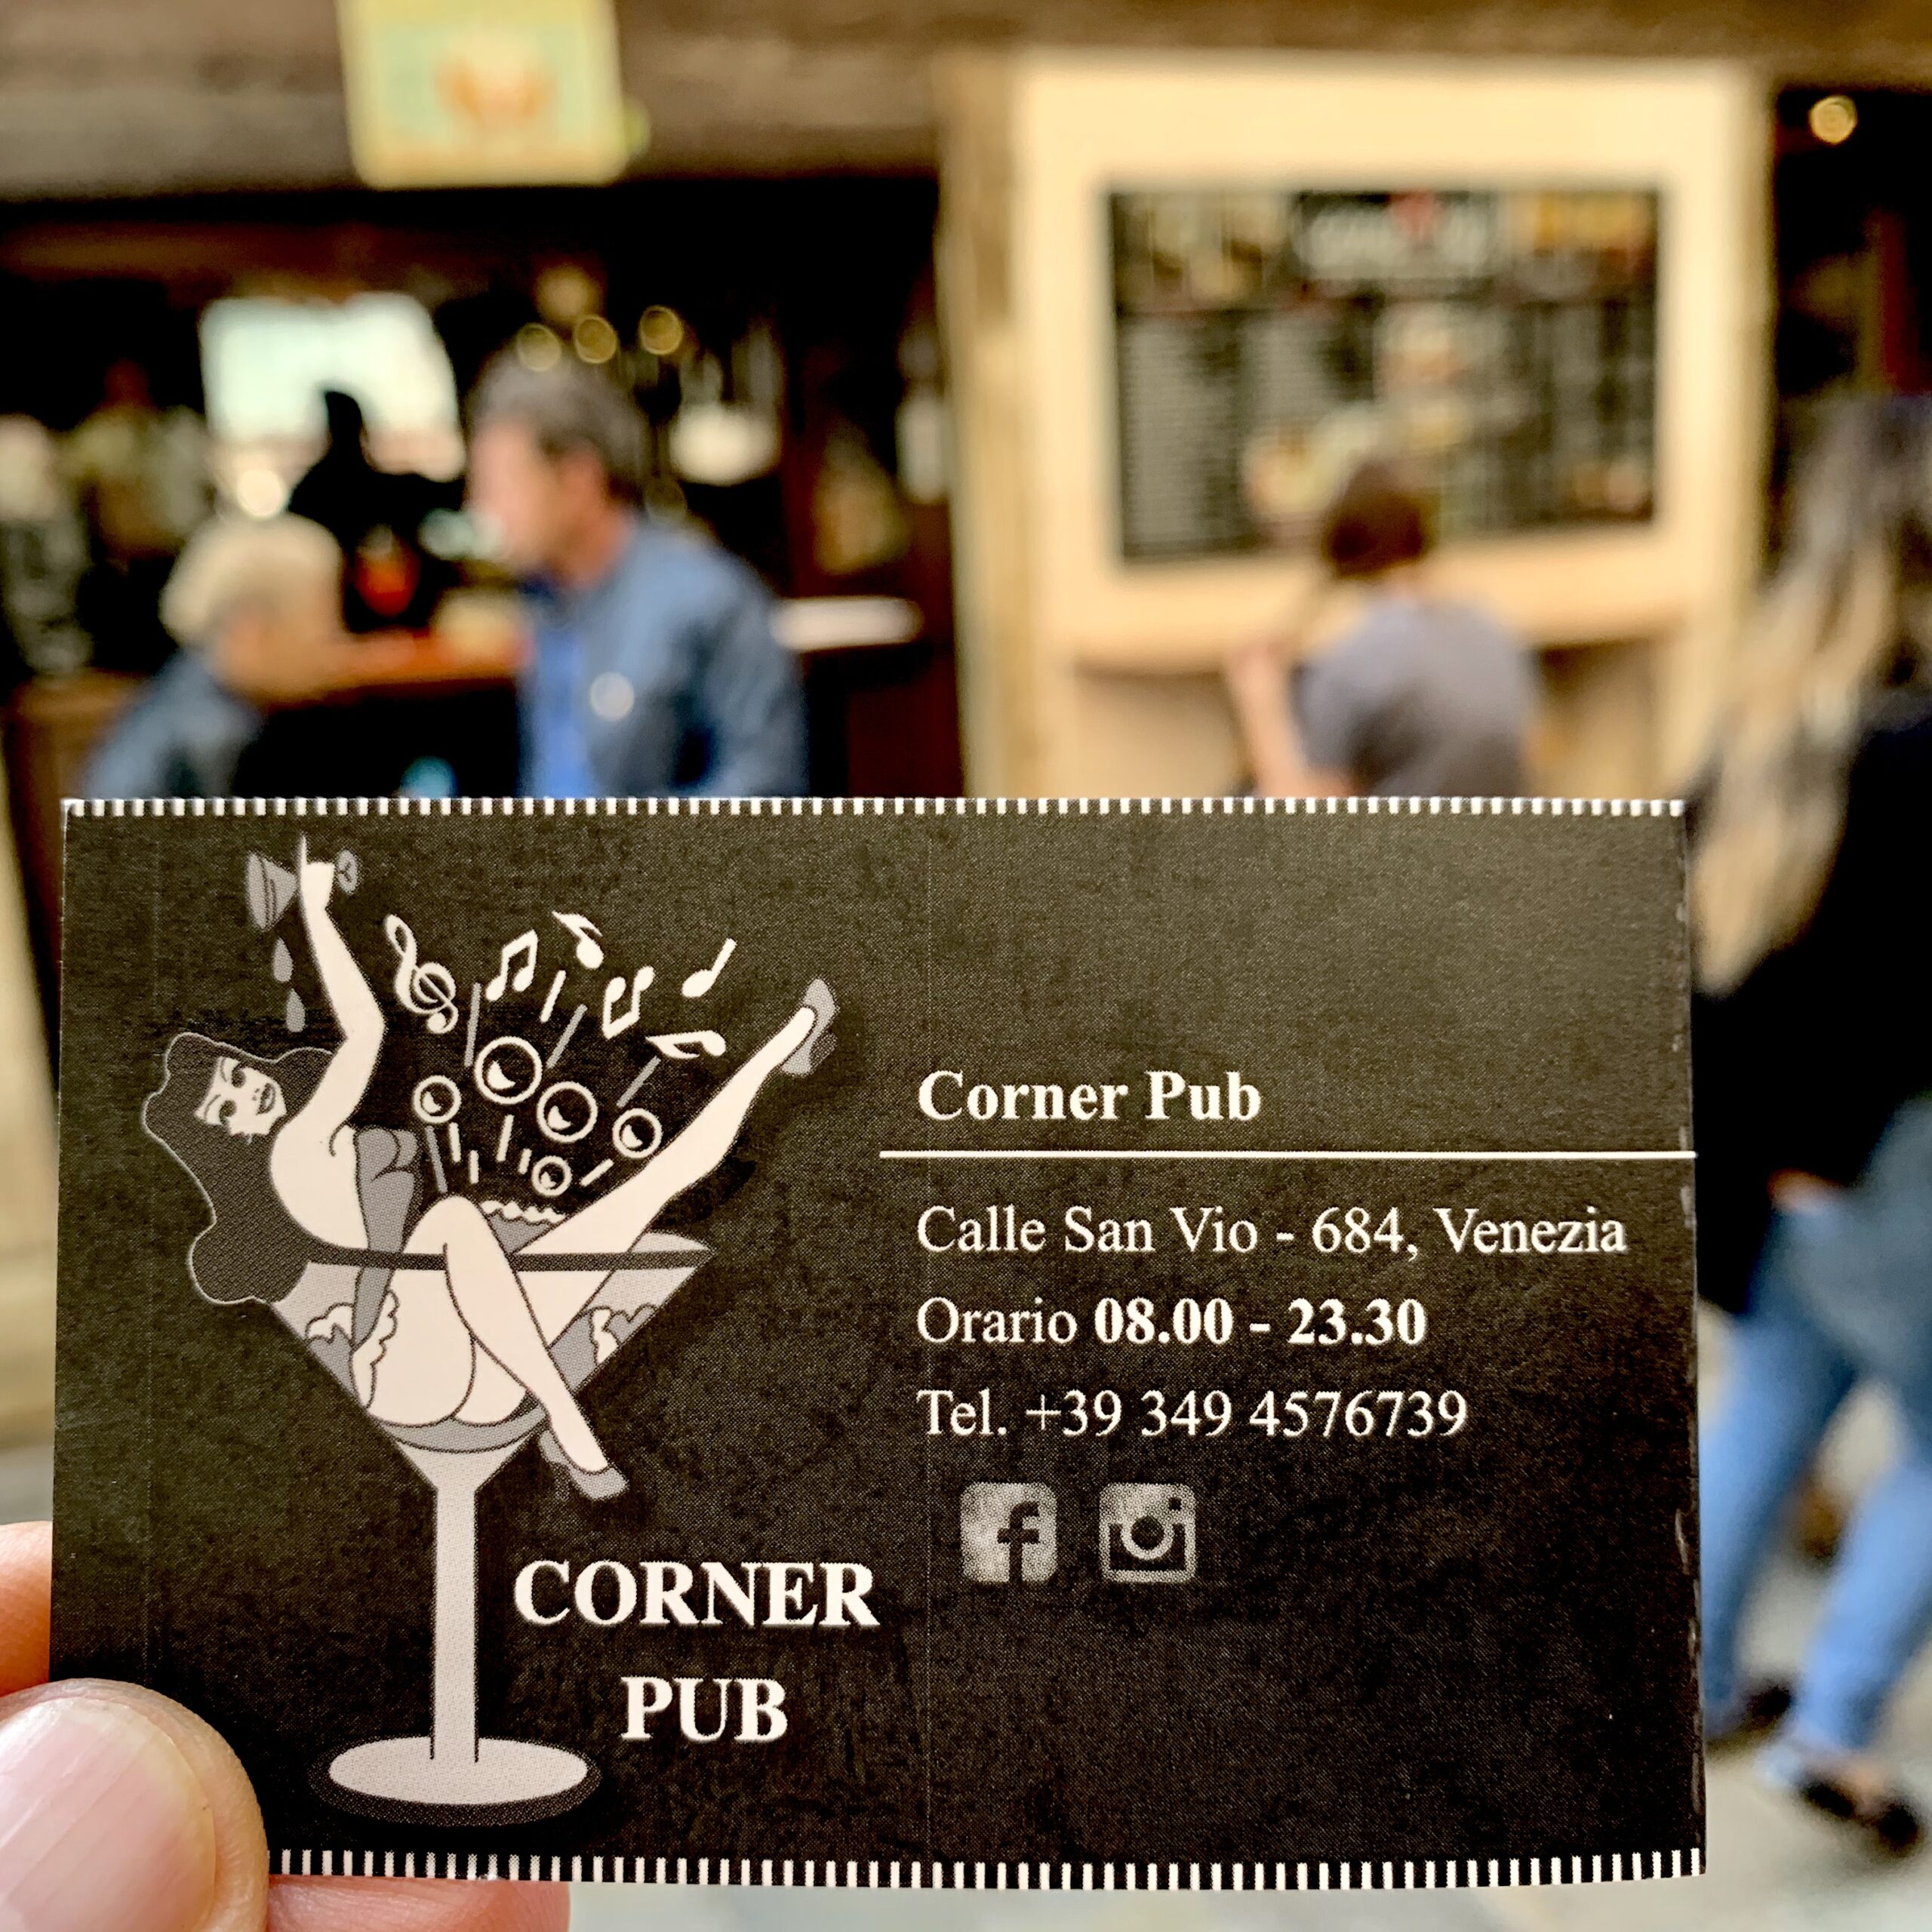 Corner Pub
Calle San Vio - 684, Venezia
Orario 08.00 - 23.30
Tel. +39 349 4576739
CORNER
PUB